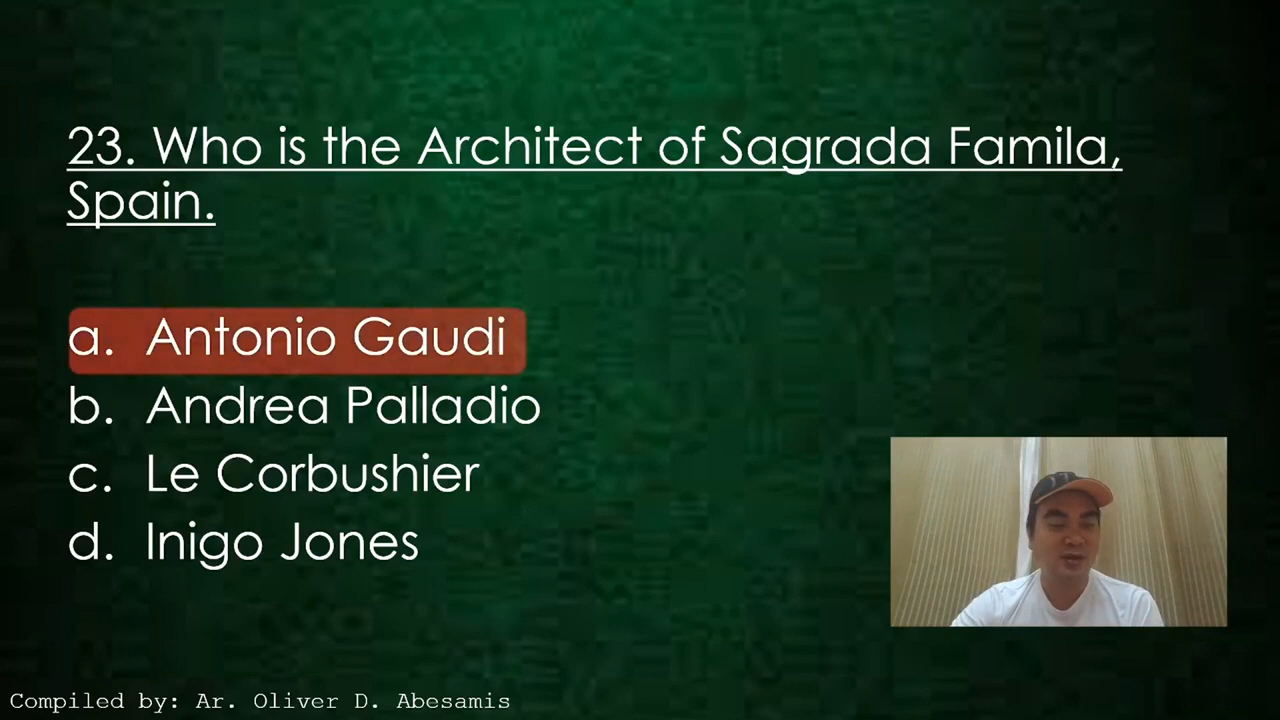 23. Who is the Architect of Sagrada Famila,
Spain.
a. Antonio Gaudi
b. Andrea Palladio
c. Le Corbushier
d. Inigo Jones
Compiled by: Ar. Oliver D. Abesamis